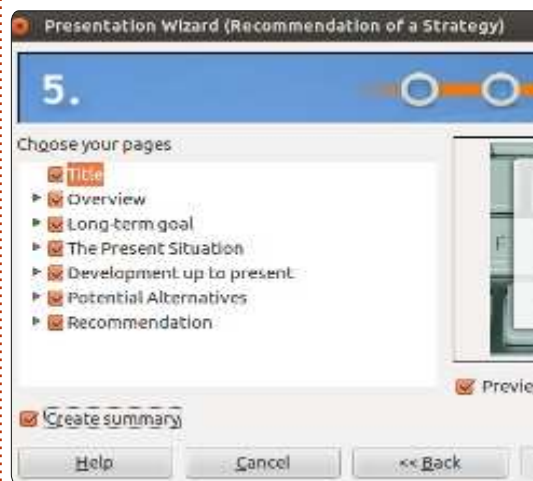 Presentation Wizard (Recommendation of a Strategy)
5.
Choose your pages
Title
Overview
Long-term goal
The Present Situation
Development up to present
Potential Alternatives
Recommendation
F
Previe
Create summary
Help
Cancel
<< Back